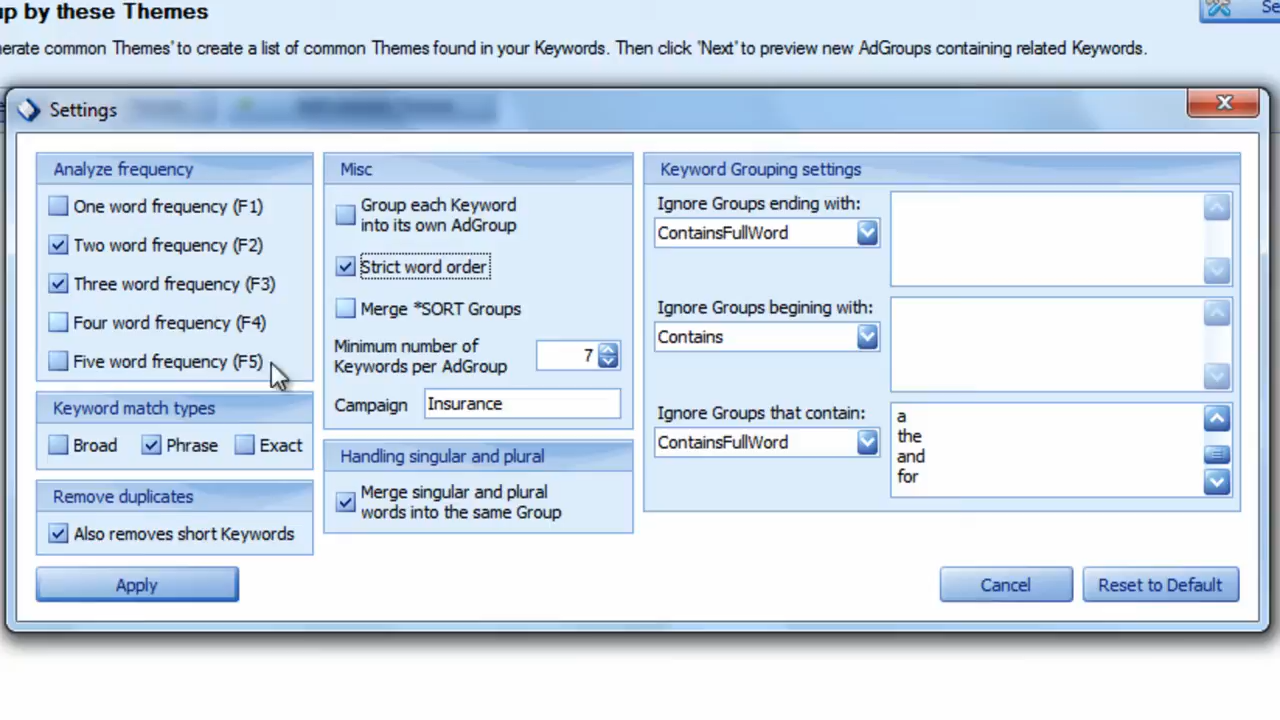 up by these Themes
Se
nerate common Themes' to create a list of common Themes found in your Keywords. Then click 'Next' to preview new AdGroups containing related Keywords.
Settings
Analyze frequency
One word frequency (F1)
Two word frequency (F2)
Three word frequency (F3)
Four word frequency (F4)
Five word frequency (F5)
Keyword match types
Broad Phrase Exact
Remove duplicates
Also removes short Keywords
Apply
Misc
Group each Keyword
into its own AdGroup
Strict word order
Merge *SORT Groups
Minimum number of
Keywords per AdGroup
7
Campaign Insurance
Handling singular and plural
Merge singular and plural
words into the same Group
Keyword Grouping settings
Ignore Groups ending with:
ContainsFullWord
Ignore Groups begining with:
Contains
Ignore Groups that contain:
ContainsFullWord
a
the
and
for
Cancel Reset to Default